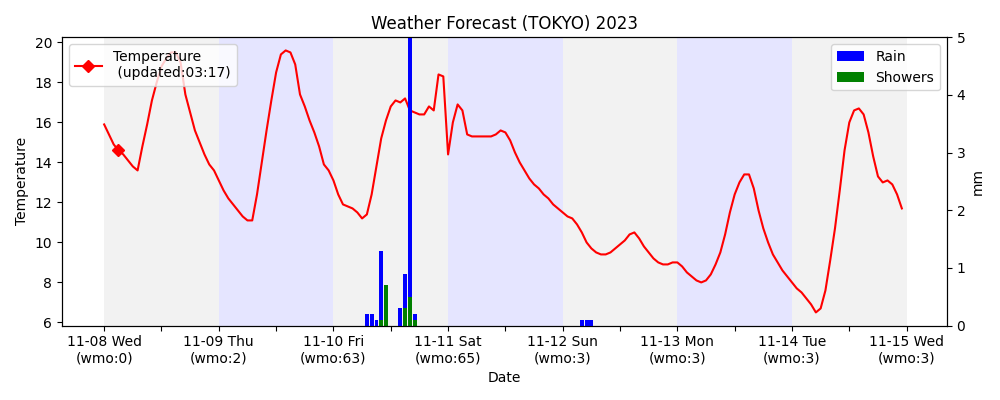 Weather Forecast (TOKYO) 2023
Temperature
(updated:03:17)
Rain
Showers
20
18
16
14
12
10
8
6
Temperature
5
4
3
2
1
0
mm
11-08 Wed
(wmo:0)
11-09 Thu
(wmo:2)
11-10 Fri
(wmo:63)
11-11 Sat
(wmo:65)
11-12 Sun
(wmo:3)
11-13 Mon
(wmo:3)
11-14 Tue
(wmo:3)
11-15 Wed
(wmo:3)
Date